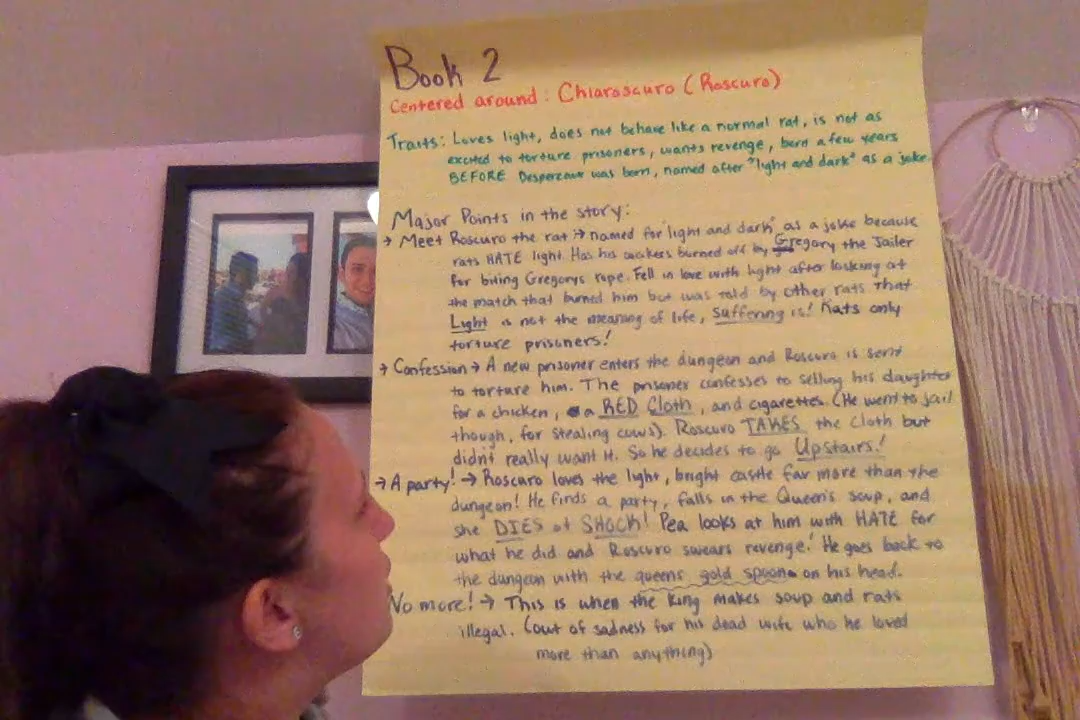 Book 2
Centered around: Chiaroscuro (Roscuro)
Traits: Loves light, does not behave like a normal rat, is not as
excited to torture prisoners, wants revenge, born a few years
BEFORE Despereaux was born, named after "light and dark" as a joke.
Major Points in the story:
→ Meet Roscuro the rat → named for "light and dark" as a joke because
rats HATE light. Has his wiskers burned off by Gregory the Jailer
for biting Gregorys rope. Fell in love with light after looking at
the match that burned him but was told by other rats that
Light is not the meaning of life, suffering is! Rats only
torture prisoners!
→ Confession → A new prisoner enters the dungeon and Roscuro is sent
to torture him. The prisoner confesses to selling his daughter
for a chicken, a RED Cloth, and cigarettes. (He went to jail
though, for stealing cows). Roscuro TAKES the cloth but
didnt really want it. So he decides to go Upstairs!
→ A party! → Roscuro loves the light, bright castle far more than the
dungeon! He finds a party, falls in the Queen's soup, and
she DIES of SHOCK! Pea looks at him with HATE for
what he did and Roscuro swears revenge! He goes back to
the dungeon with the queens gold spoon on his head.
No more! → This is when the King makes soup and rats
illegal. (out of sadness for his dead wife who he loved
more than anything)